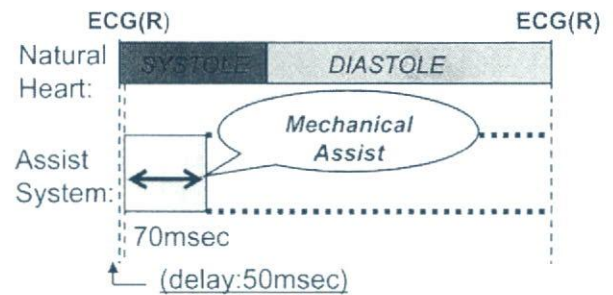 ECG(R) ECG(R)
Natural Heart:
SYSTOLE DIASTOLE
Mechanical
Assist
Assist
System:
70msec
(delay:50msec)